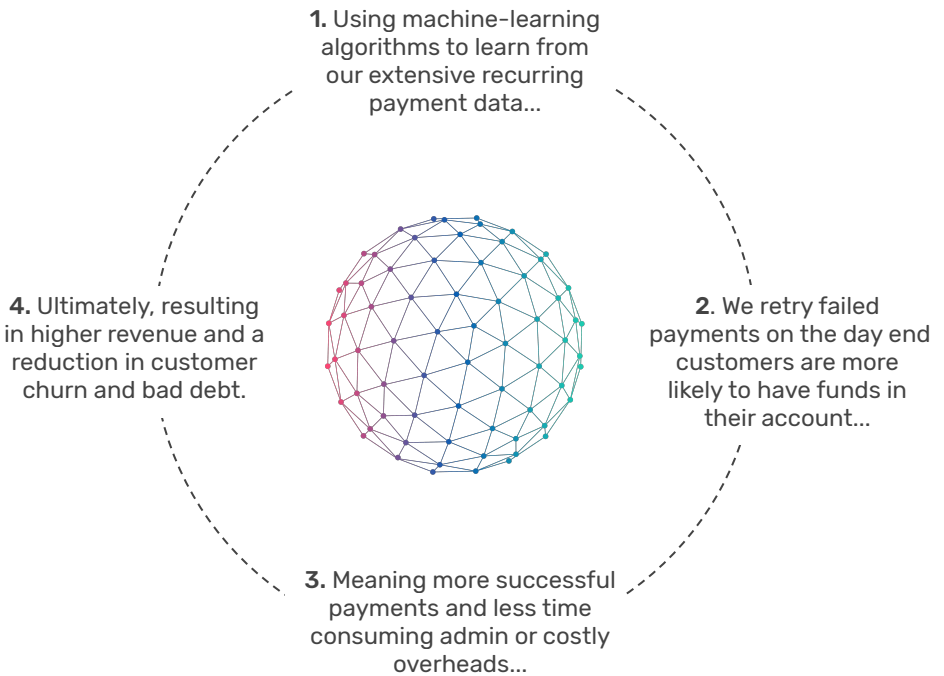 1. Using machine-learning
algorithms to learn from
our extensive recurring
payment data...
2. We retry failed
payments on the day end
customers are more
likely to have funds in
their account...
3. Meaning more successful
payments and less time
consuming admin or costly
overheads...
4. Ultimately, resulting
in higher revenue and a
reduction in customer
churn and bad debt.